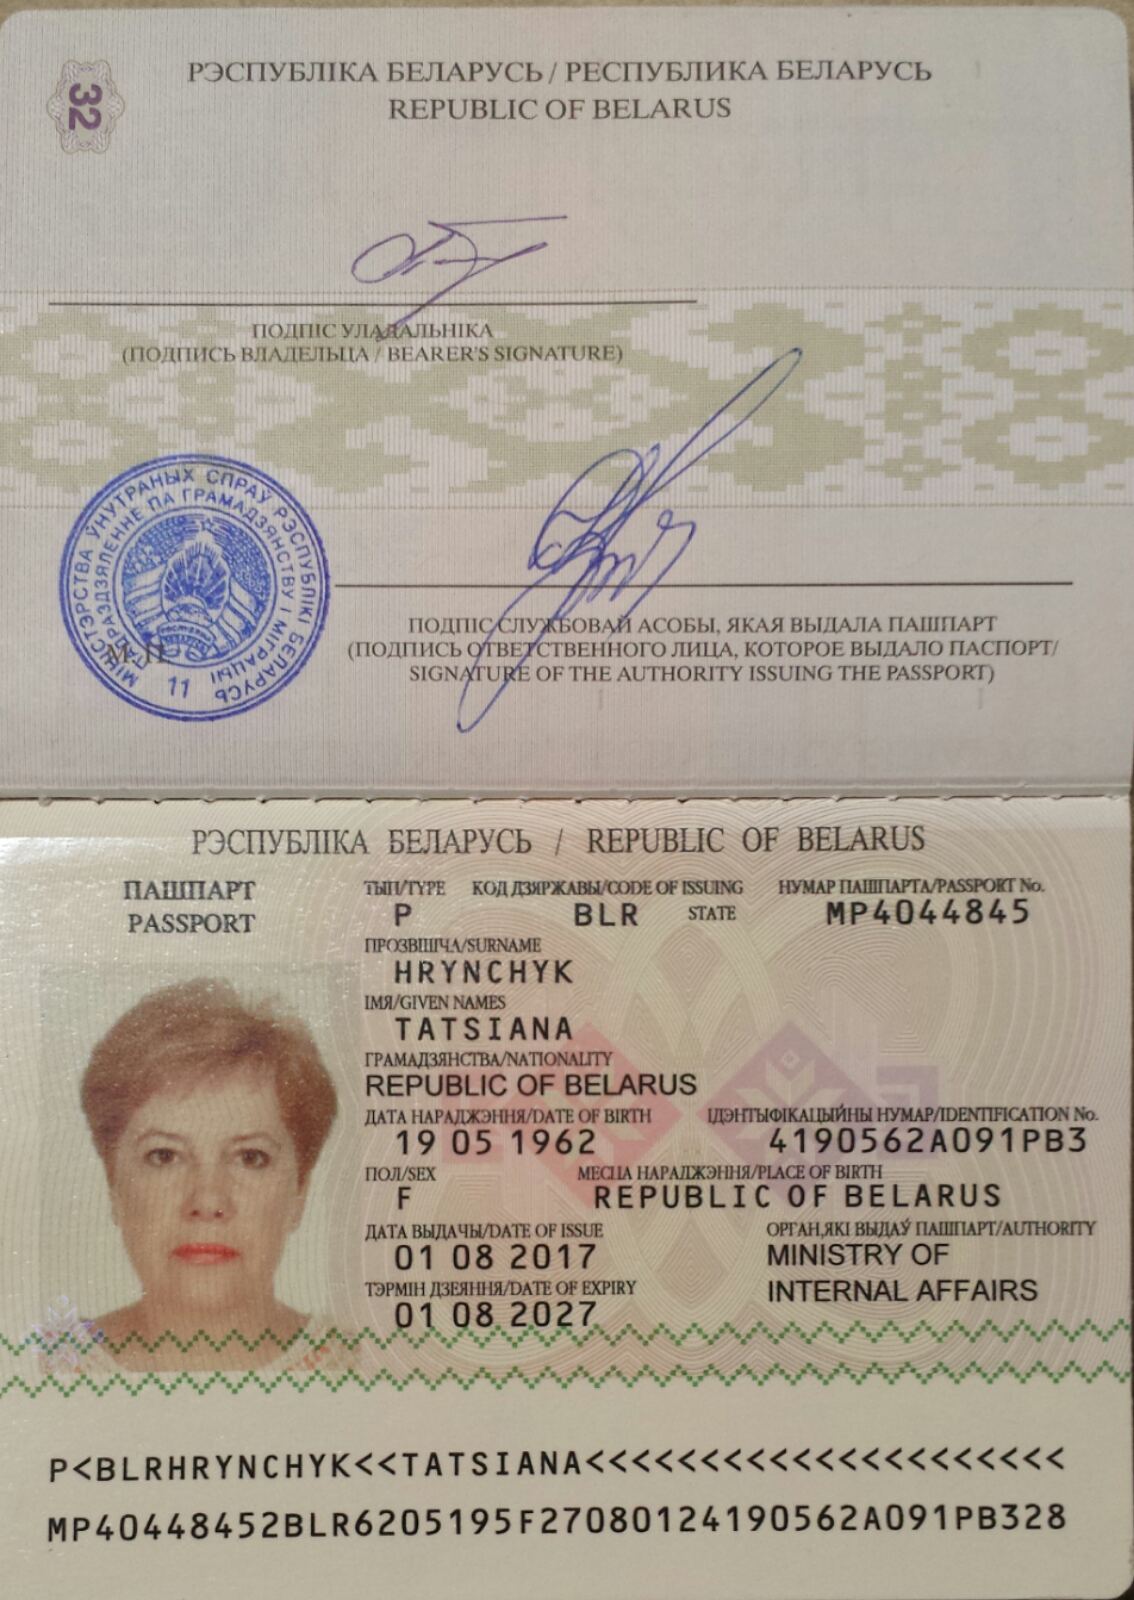 32
РЭСПУБЛІКА БЕЛАРУСЬ / РЕСПУБЛИКА БЕЛАРУСЬ
REPUBLIC OF BELARUS
ПОДПІС УЛАДАЛЬНІКА
(ПОДПИСЬ ВЛАДЕЛЬЦА / BEARER'S SIGNATURE)
МІНІСТЭРСТВА ЎНУТРАНЫХ СПРАЎ РЭСПУБЛІКІ БЕЛАРУСЬ
ПАДРАЗДЗЯЛЕННЕ ПА ГРАМАДЗЯНСТВУ І МІГРАЦЫІ
11
М.П.
ПОДПІС СЛУЖБОВАЙ АСОБЫ, ЯКАЯ ВЫДАЛА ПАШПАРТ
(ПОДПИСЬ ОТВЕТСТВЕННОГО ЛИЦА, КОТОРОЕ ВЫДАЛО ПАСПОРТ/
SIGNATURE OF THE AUTHORITY ISSUING THE PASSPORT)
РЭСПУБЛІКА БЕЛАРУСЬ / REPUBLIC OF BELARUS
ПАШПАРТ
PASSPORT
ТЫП/TYPE КОД ДЗЯРЖАВЫ/CODE OF ISSUING STATE НУМАР ПАШПАРТА/PASSPORT No.
P BLR MP4044845
ПРОЗВІШЧА/SURNAME
HRYNCHYK
ІМЯ/GIVEN NAMES
TATSIANA
ГРАМАДЗЯНСТВА/NATIONALITY
REPUBLIC OF BELARUS
ДАТА НАРАДЖЭННЯ/DATE OF BIRTH ІДЭНТЫФІКАЦЫЙНЫ НУМАР/IDENTIFICATION No.
19 05 1962 4190562A091PB3
ПОЛ/SEX МЕСЦА НАРАДЖЭННЯ/PLACE OF BIRTH
F REPUBLIC OF BELARUS
ДАТА ВЫДАЧЫ/DATE OF ISSUE ОРГАН,ЯКІ ВЫДАЎ ПАШПАРТ/AUTHORITY
01 08 2017 MINISTRY OF
ТЭРМІН ДЗЕЯННЯ/DATE OF EXPIRY INTERNAL AFFAIRS
01 08 2027
P<BLRHRYNCHYK<<TATSIANA<<<<<<<<<<<<<<<<<<<<<
MP40448452BLR6205195F27080124190562A091PB328